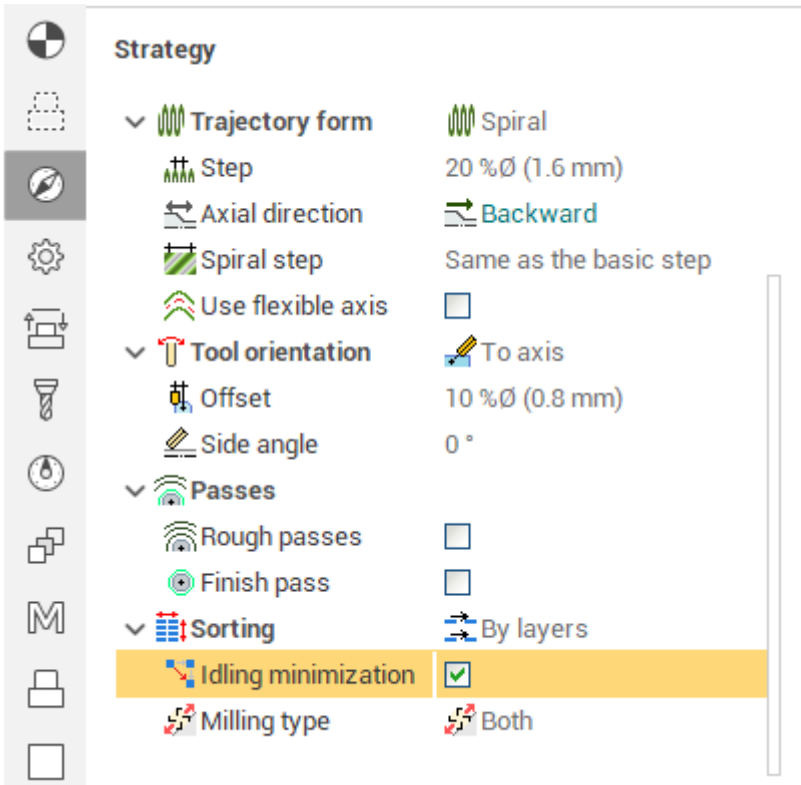 Strategy
Trajectory form Spiral
Step 20 %Ø (1.6 mm)
Axial direction Backward
Spiral step Same as the basic step
Use flexible axis
Tool orientation To axis
Offset 10 %Ø (0.8 mm)
Side angle 0 °
Passes
Rough passes
Finish pass
Sorting By layers
Idling minimization
Milling type Both